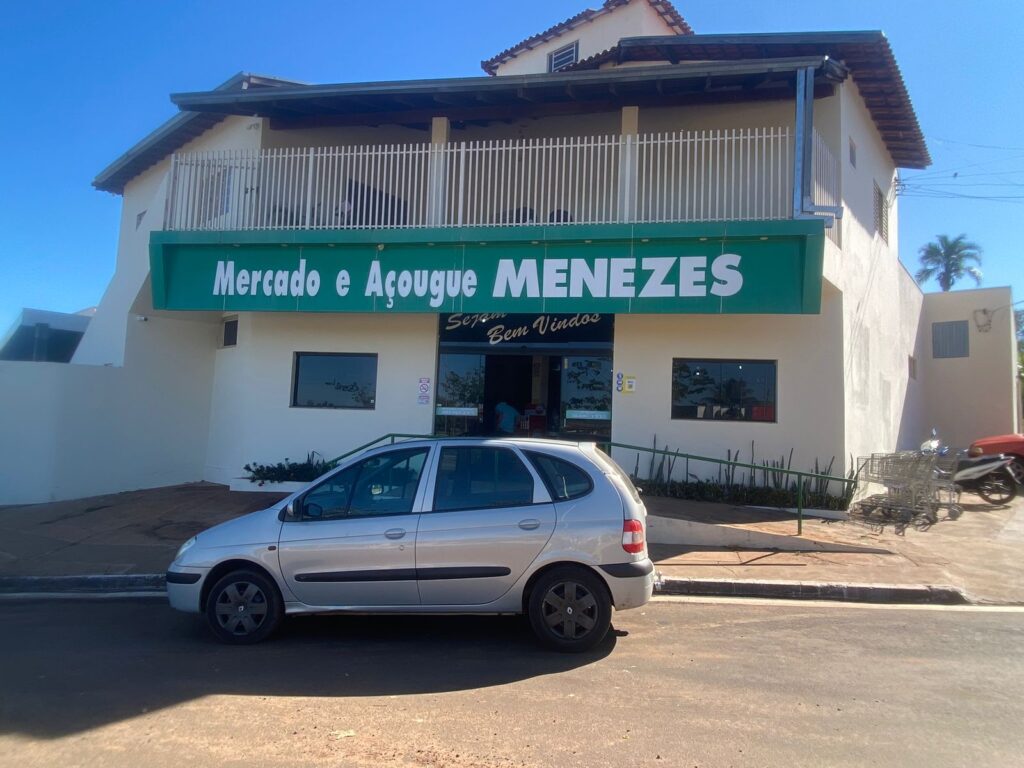 Mercado e Açougue MENEZES
Sejam
Bem Vindos